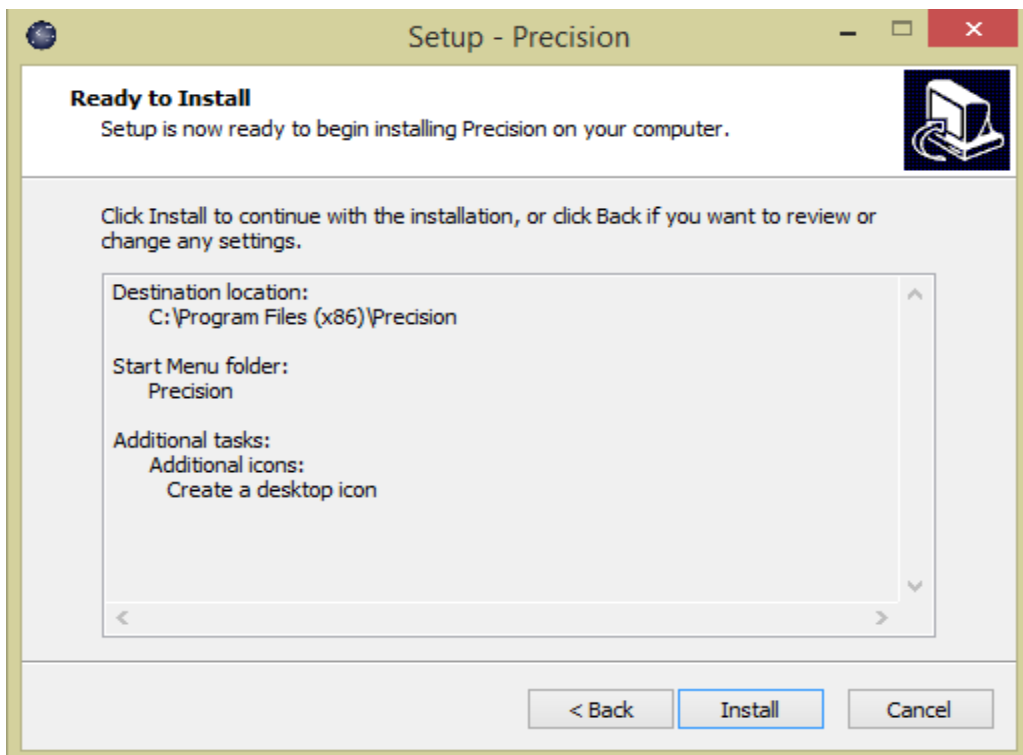 Setup - Precision
Ready to Install
Setup is now ready to begin installing Precision on your computer.
Click Install to continue with the installation, or click Back if you want to review or
change any settings.
Destination location:
C:\Program Files (x86)\Precision
Start Menu folder:
Precision
Additional tasks:
Additional icons:
Create a desktop icon
< Back
Install
Cancel